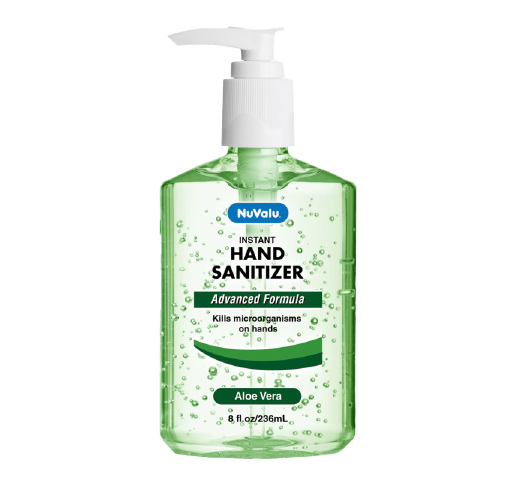 NuValu
INSTANT
HAND
SANITIZER
Advanced Formula
Kills microorganisms
on hands
Aloe Vera
8 fl.oz/236mL